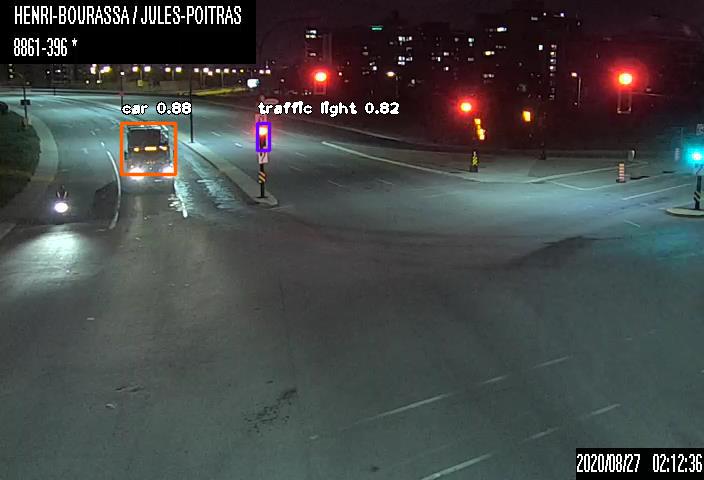 HENRI-BOURASSA / JULES-POITRAS
8861-396 *
car 0.88
traffic light 0.82
2020/08/27 02:12:36